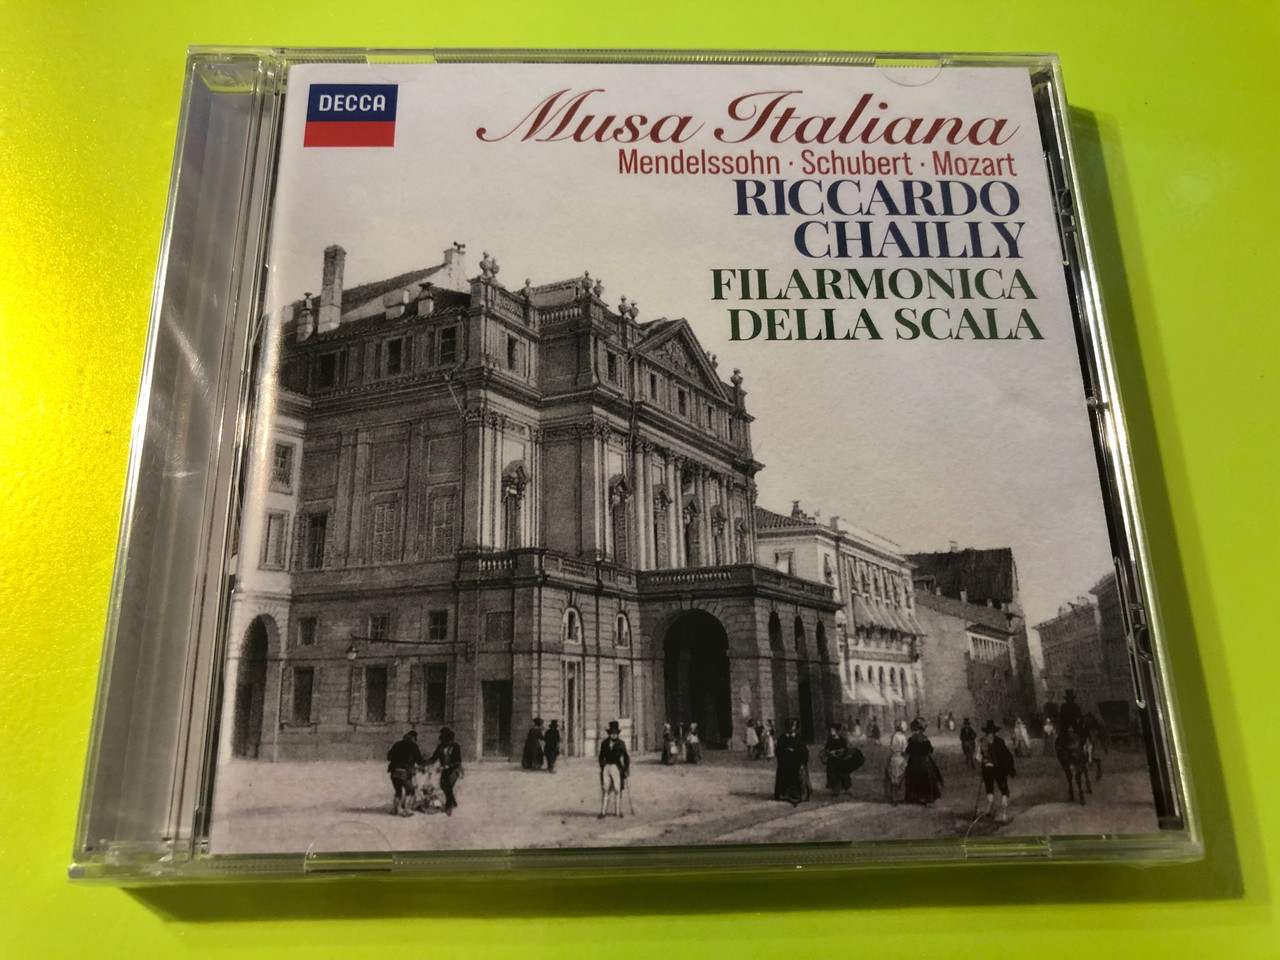 DECCA
Musa Italiana
Mendelssohn · Schubert · Mozart
RICCARDO
CHAILLY
FILARMONICA
DELLA SCALA